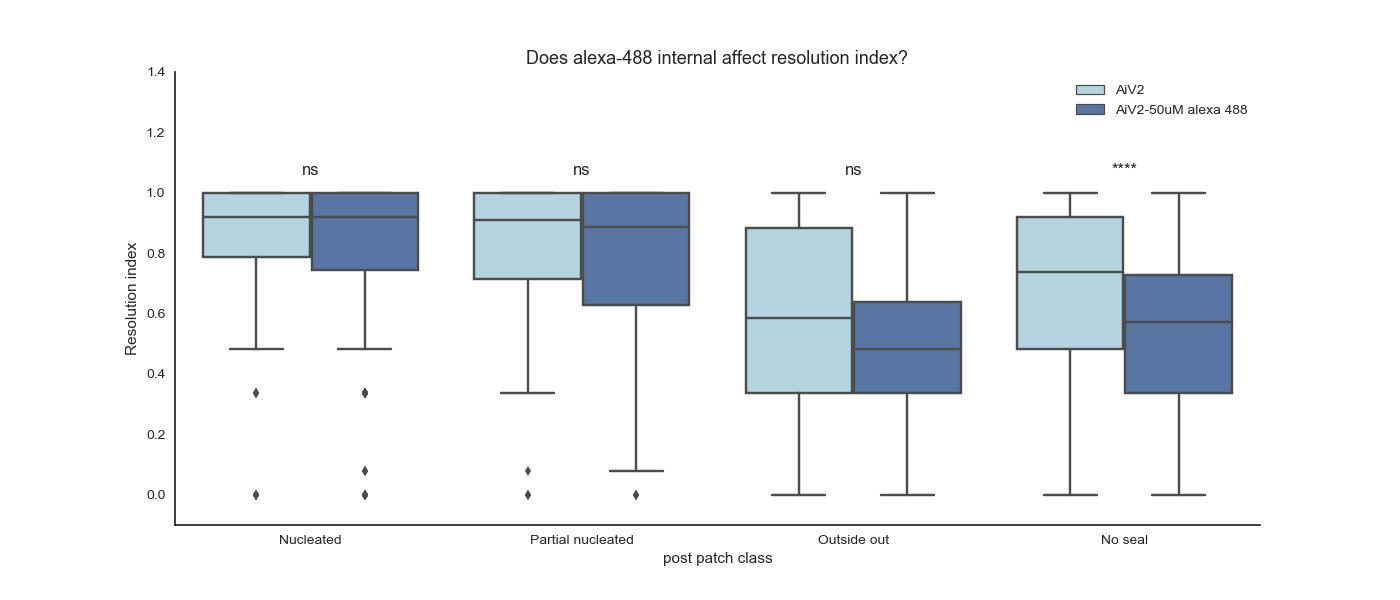 Does alexa-488 internal affect resolution index?
AiV2
AiV2-50uM alexa 488
1.4
1.2
1.0
0.8
0.6
0.4
0.2
0.0
Resolution index
ns
ns
ns
****
Nucleated
Partial nucleated
Outside out
No seal
post patch class